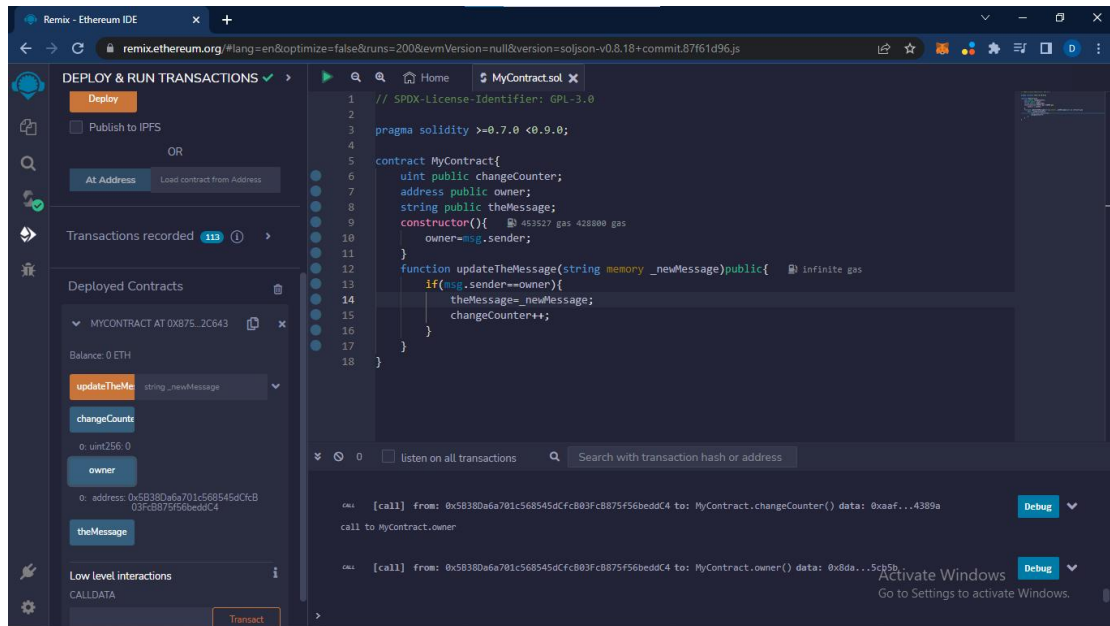 Remix - Ethereum IDE
remix.ethereum.org/#lang=en&optimize=false&runs=200&evmVersion=null&version=soljson-v0.8.18+commit.87f61d96.js
D
DEPLOY & RUN TRANSACTIONS
Deploy
Publish to IPFS
OR
At Address Load contract from Address
Transactions recorded 113 i
Deployed Contracts
MYCONTRACT AT 0X875...2C643
Balance: 0 ETH
updateTheMe string _newMessage
changeCounte
0: uint256: 0
owner
0: address: 0x5B38Da6a701c568545dCfcB
03FcB875f56beddC4
theMessage
Low level interactions i
CALLDATA
Transact
Home MyContract.sol
1 // SPDX-License-Identifier: GPL-3.0
2
3 pragma solidity >=0.7.0 <0.9.0;
4
5 contract MyContract{
6 uint public changeCounter;
7 address public owner;
8 string public theMessage;
9 constructor(){ 453527 gas 428800 gas
10 owner=msg.sender;
11 }
12 function updateTheMessage(string memory _newMessage)public{ infinite gas
13 if(msg.sender==owner){
14 theMessage=_newMessage;
15 changeCounter++;
16 }
17 }
18 }
0 listen on all transactions Search with transaction hash or address
CALL [call] from: 0x5B38Da6a701c568545dCfcB03FcB875f56beddC4 to: MyContract.changeCounter() data: 0xaaf...4389a Debug
call to MyContract.owner
CALL [call] from: 0x5B38Da6a701c568545dCfcB03FcB875f56beddC4 to: MyContract.owner() data: 0x8da...5cb5b Debug
Activate Windows
Go to Settings to activate Windows.
>